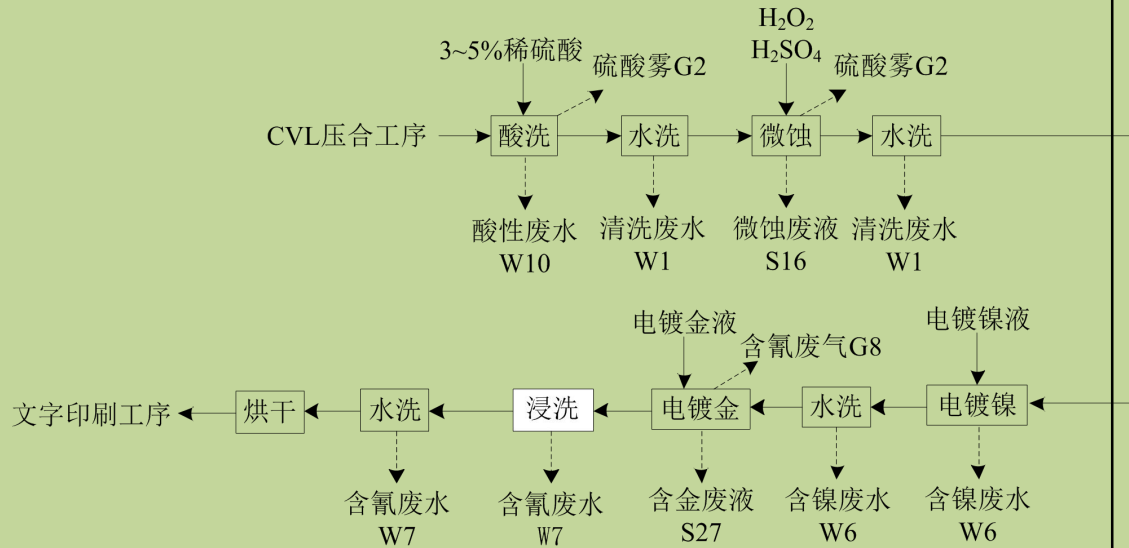 H₂O₂
3~5%稀硫酸
硫酸雾G2
H₂SO₄
硫酸雾G2
CVL压合工序
酸洗
水洗
微蚀
水洗
酸性废水
W10
清洗废水
W1
微蚀废液
S16
清洗废水
W1
电镀金液
含氰废气G8
电镀镍液
文字印刷工序
烘干
水洗
浸洗
电镀金
水洗
电镀镍
含氰废水
W7
含氰废水
W7
含金废液
S27
含镍废水
W6
含镍废水
W6